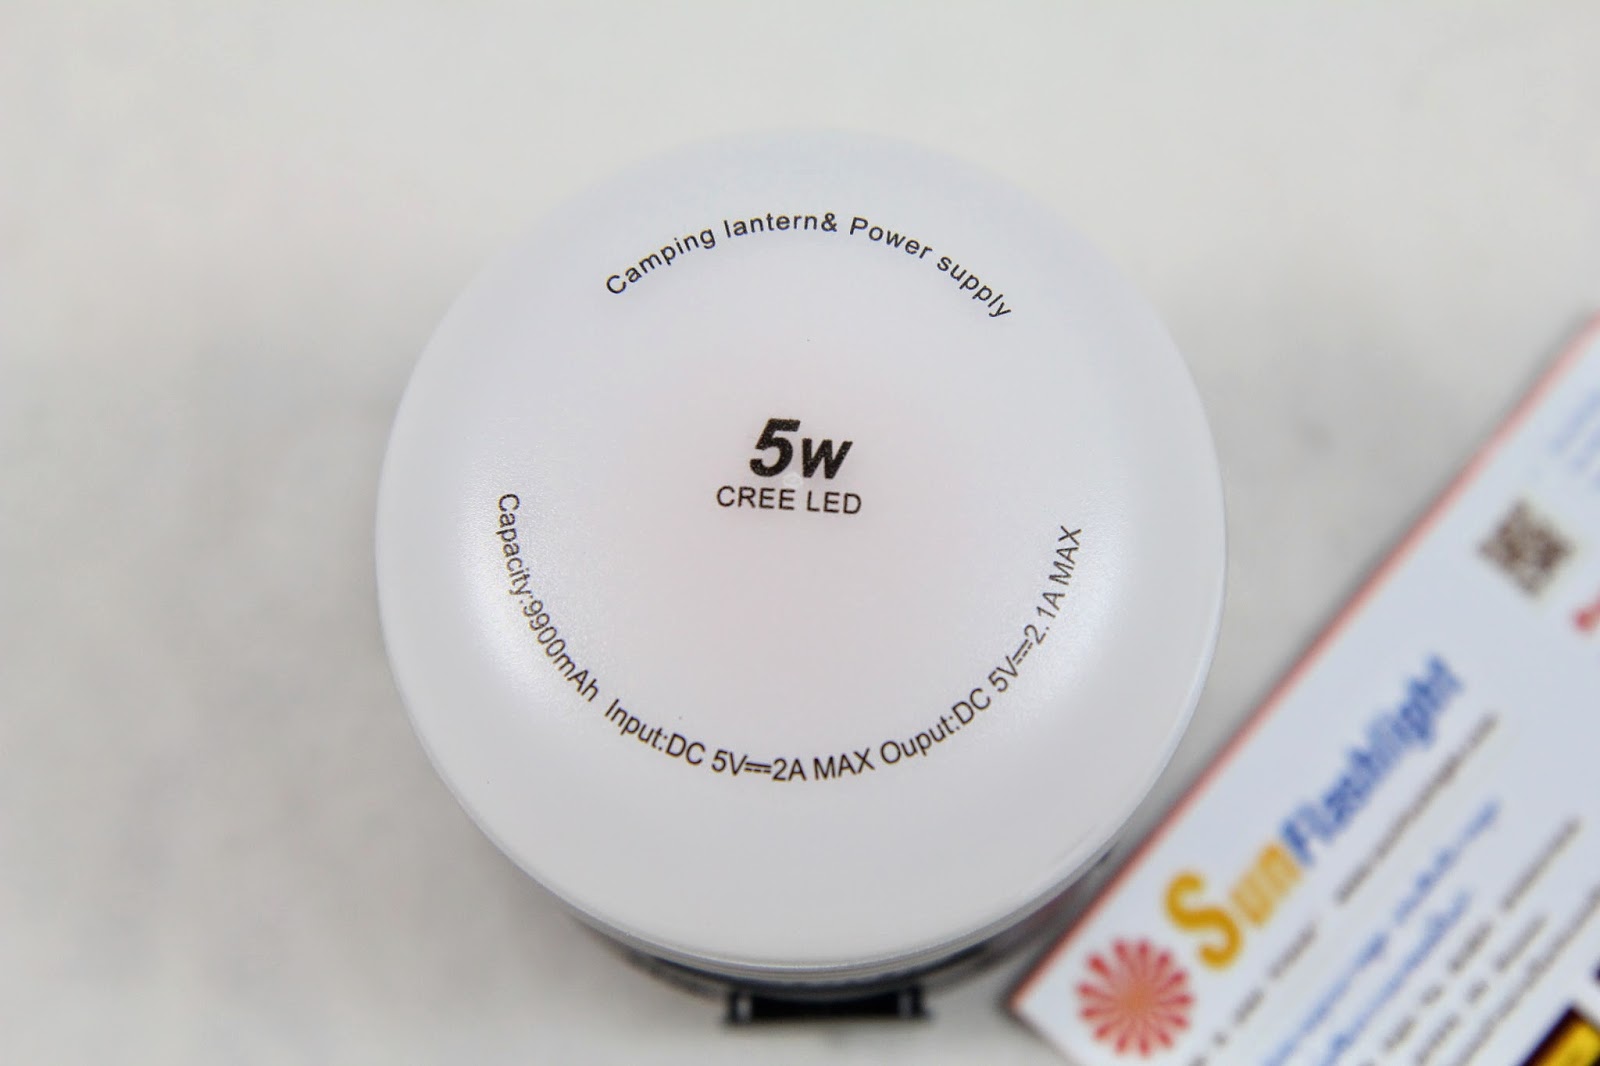 Camping lantern& Power supply
5W
CREE LED
Capacity:9900mAh Input:DC 5V⎓2A MAX Ouput:DC 5V⎓2.1A MAX
SunFlashlight